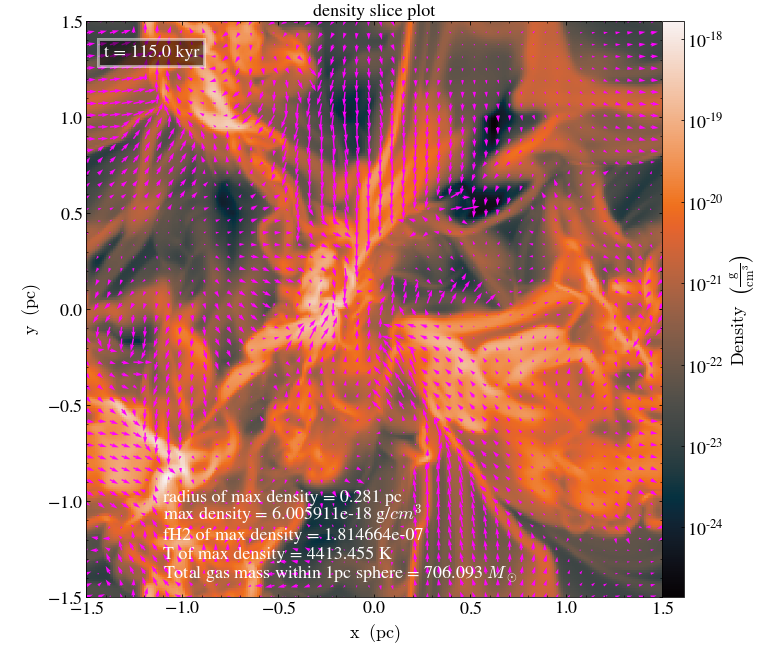 density slice plot
t = 115.0 kyr
1.5
1.0
0.5
0.0
−0.5
−1.0
−1.5
y (pc)
radius of max density = 0.281 pc
max density = 6.005911e-18 g/cm³
fH2 of max density = 1.814664e-07
T of max density = 4413.455 K
Total gas mass within 1pc sphere = 706.093 M☉
−1.5 −1.0 −0.5 0.0 0.5 1.0 1.5
x (pc)
10⁻¹⁸
10⁻¹⁹
10⁻²⁰
10⁻²¹
10⁻²²
10⁻²³
10⁻²⁴
Density (g/cm³)